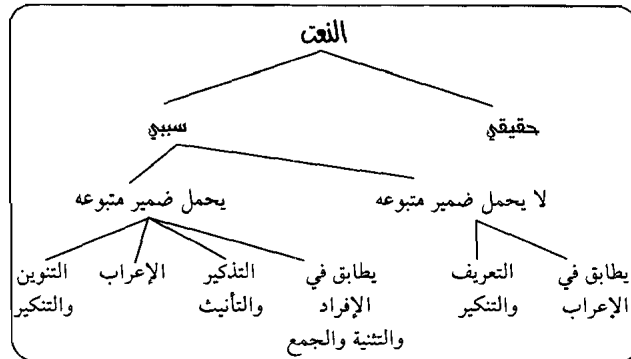 النعت
حقيقي
سببي
لا يحمل ضمير متبوعه
يحمل ضمير متبوعه
يطابق في
الإعراب
التعريف
والتنكير
يطابق في
الإفراد
والتثنية والجمع
التذكير
والتأنيث
الإعراب
التنوين
والتنكير